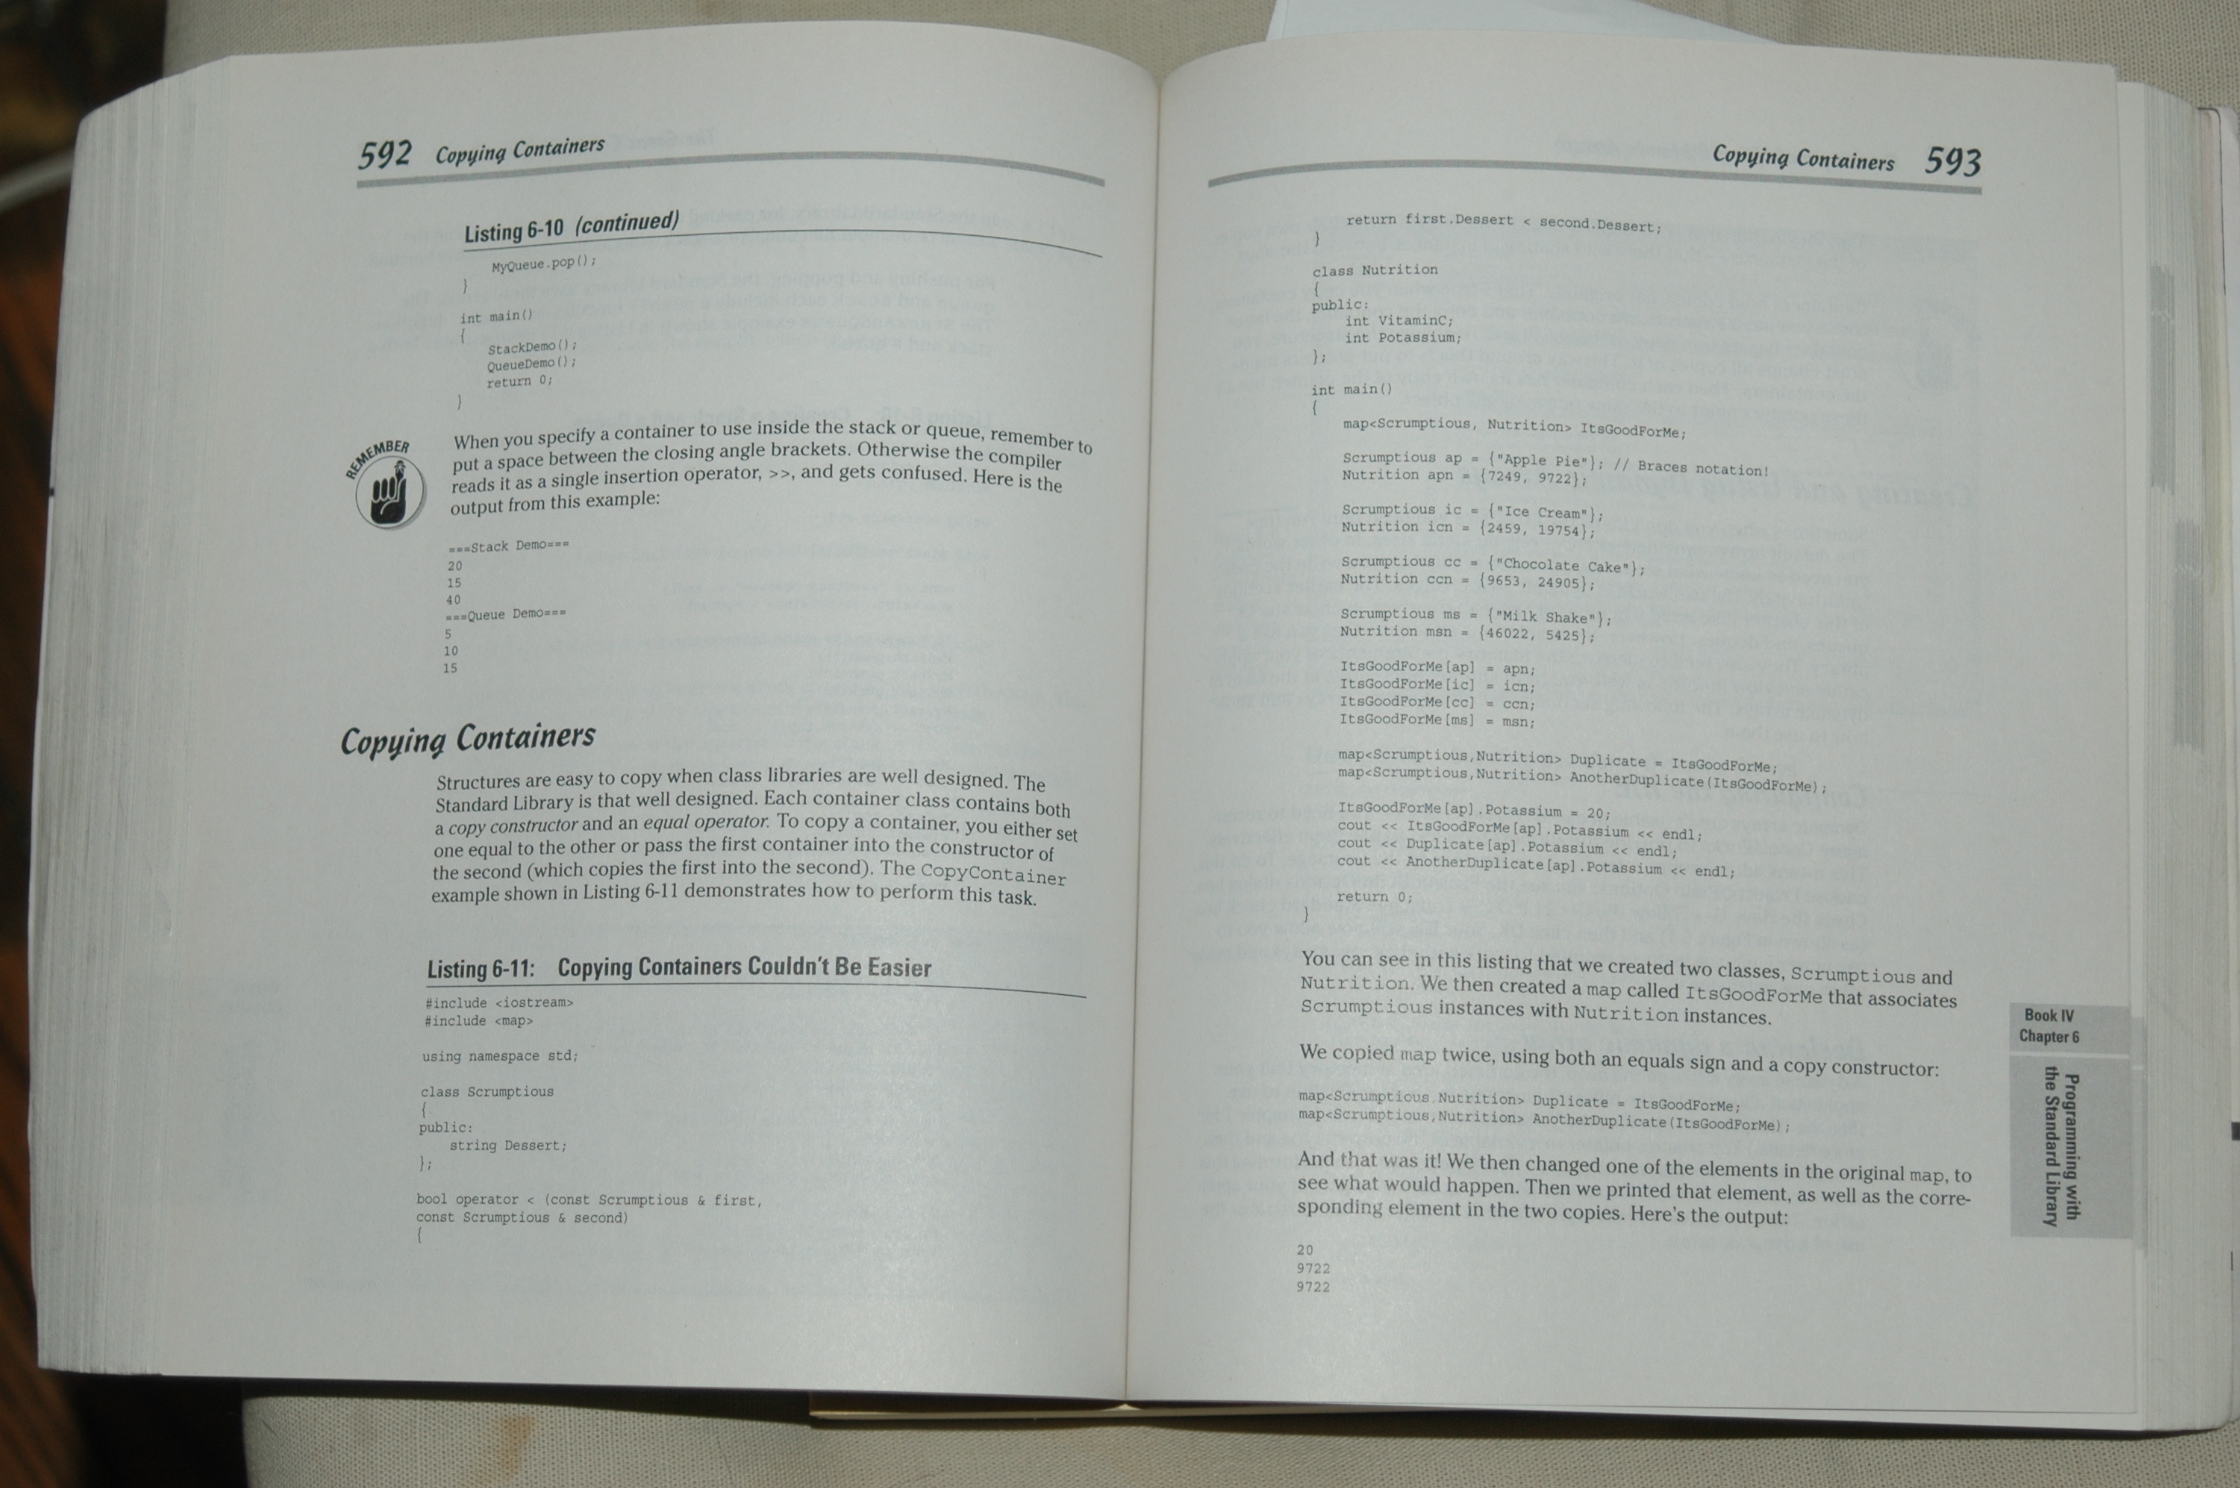 592 Copying Containers
Listing 6-10 (continued)
MyQueue.pop();
}
int main()
{
StackDemo();
QueueDemo();
return 0;
}
REMEMBER
When you specify a container to use inside the stack or queue, remember to
put a space between the closing angle brackets. Otherwise the compiler
reads it as a single insertion operator, >>, and gets confused. Here is the
output from this example:
===Stack Demo===
20
15
40
===Queue Demo===
5
10
15
Copying Containers
Structures are easy to copy when class libraries are well designed. The
Standard Library is that well designed. Each container class contains both
a copy constructor and an equal operator. To copy a container, you either set
one equal to the other or pass the first container into the constructor of
the second (which copies the first into the second). The CopyContainer
example shown in Listing 6-11 demonstrates how to perform this task.
Listing 6-11: Copying Containers Couldn't Be Easier
#include <iostream>
#include <map>
using namespace std;
class Scrumptious
{
public:
string Dessert;
};
bool operator < (const Scrumptious & first,
const Scrumptious & second)
{
Copying Containers 593
return first.Dessert < second.Dessert;
}
class Nutrition
{
public:
int VitaminC;
int Potassium;
};
int main()
{
map<Scrumptious, Nutrition> ItsGoodForMe;
Scrumptious ap = {"Apple Pie"}; // Braces notation!
Nutrition apn = {7249, 9722};
Scrumptious ic = {"Ice Cream"};
Nutrition icn = {2459, 19754};
Scrumptious cc = {"Chocolate Cake"};
Nutrition ccn = {9653, 24905};
Scrumptious ms = {"Milk Shake"};
Nutrition msn = {46022, 5425};
ItsGoodForMe[ap] = apn;
ItsGoodForMe[ic] = icn;
ItsGoodForMe[cc] = ccn;
ItsGoodForMe[ms] = msn;
map<Scrumptious,Nutrition> Duplicate = ItsGoodForMe;
map<Scrumptious,Nutrition> AnotherDuplicate(ItsGoodForMe);
ItsGoodForMe[ap].Potassium = 20;
cout << ItsGoodForMe[ap].Potassium << endl;
cout << Duplicate[ap].Potassium << endl;
cout << AnotherDuplicate[ap].Potassium << endl;
return 0;
}
You can see in this listing that we created two classes, Scrumptious and
Nutrition. We then created a map called ItsGoodForMe that associates
Scrumptious instances with Nutrition instances.
We copied map twice, using both an equals sign and a copy constructor:
map<Scrumptious,Nutrition> Duplicate = ItsGoodForMe;
map<Scrumptious,Nutrition> AnotherDuplicate(ItsGoodForMe);
And that was it! We then changed one of the elements in the original map, to
see what would happen. Then we printed that element, as well as the corre-
sponding element in the two copies. Here's the output:
20
9722
9722
Book IV
Chapter 6
Programming with
the Standard Library